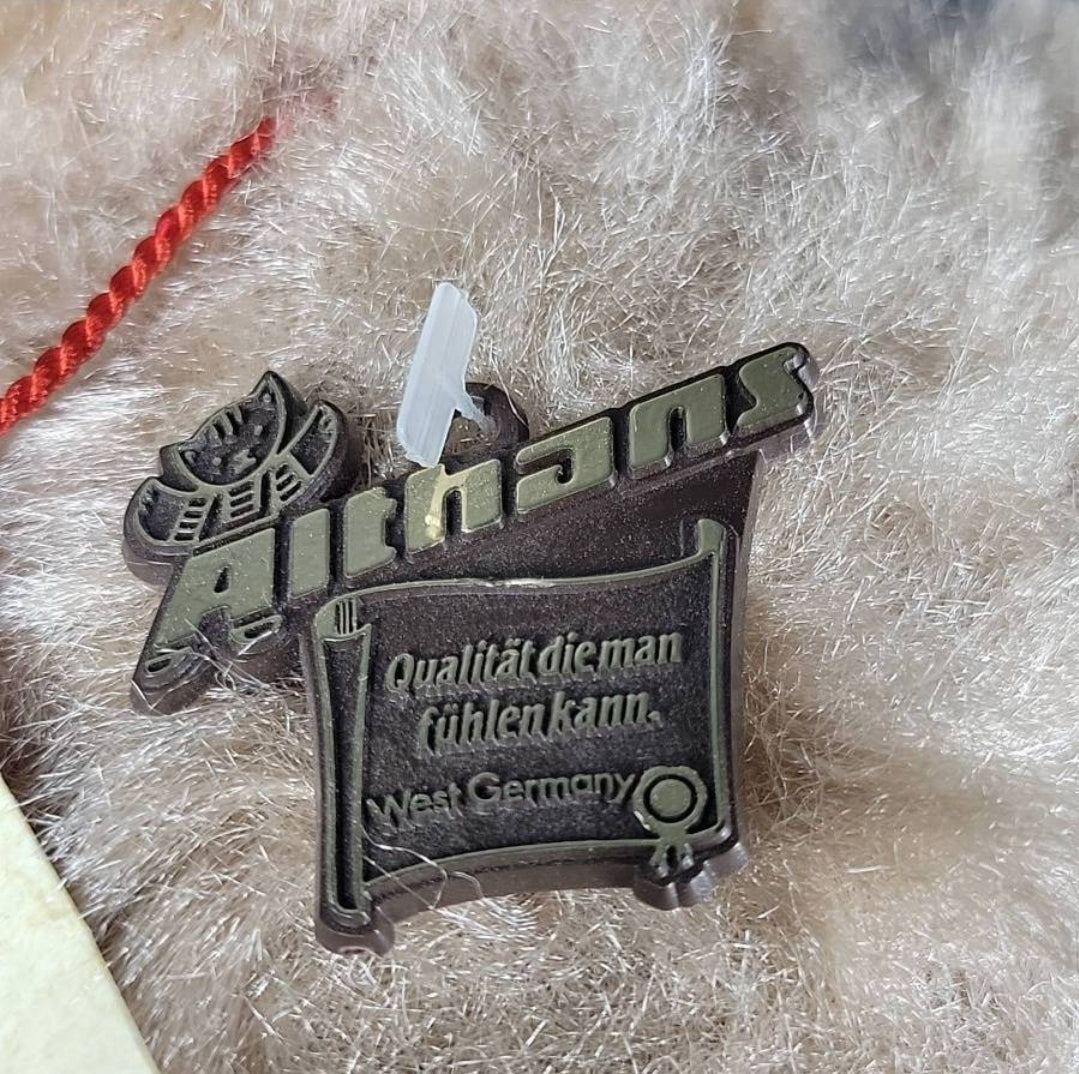 Althans
Qualität die man
fühlen kann.
West Germany